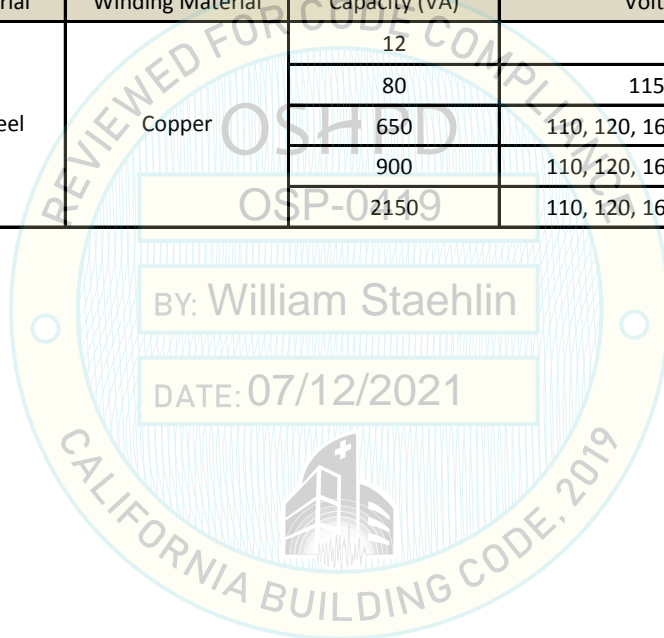 rial Winding Material Capacity (VA) Volt
12
80 115
eel Copper 650 110, 120, 16
900 110, 120, 16
2150 110, 120, 16
REVIEWED FOR CODE COMPLIANCE
OSHPD
OSP-0449
BY: William Staehlin
DATE: 07/12/2021
CALIFORNIA BUILDING CODE, 2019